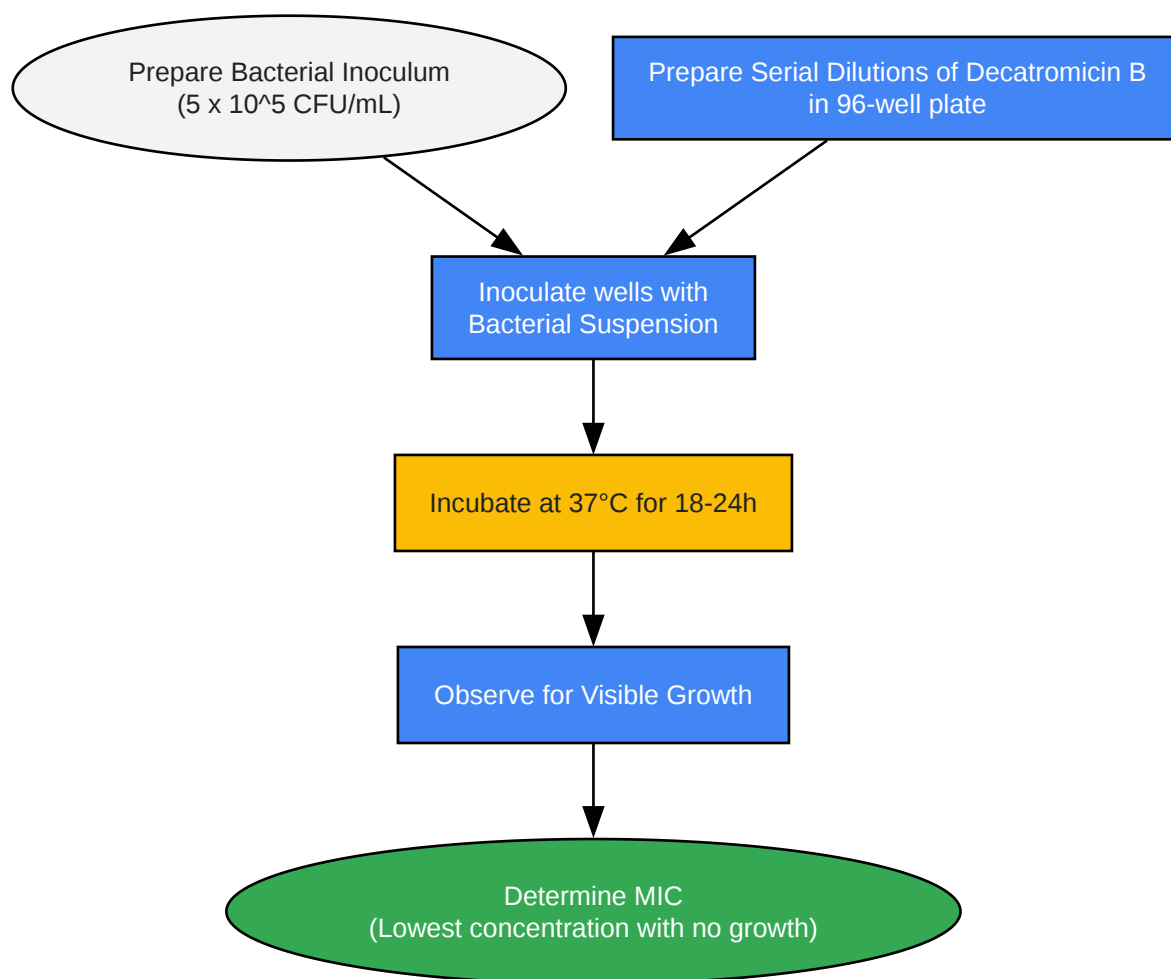 Prepare Bacterial Inoculum
(5 x 10^5 CFU/mL)
Prepare Serial Dilutions of Decatromicin B
in 96-well plate
Inoculate wells with
Bacterial Suspension
Incubate at 37°C for 18-24h
Observe for Visible Growth
Determine MIC
(Lowest concentration with no growth)